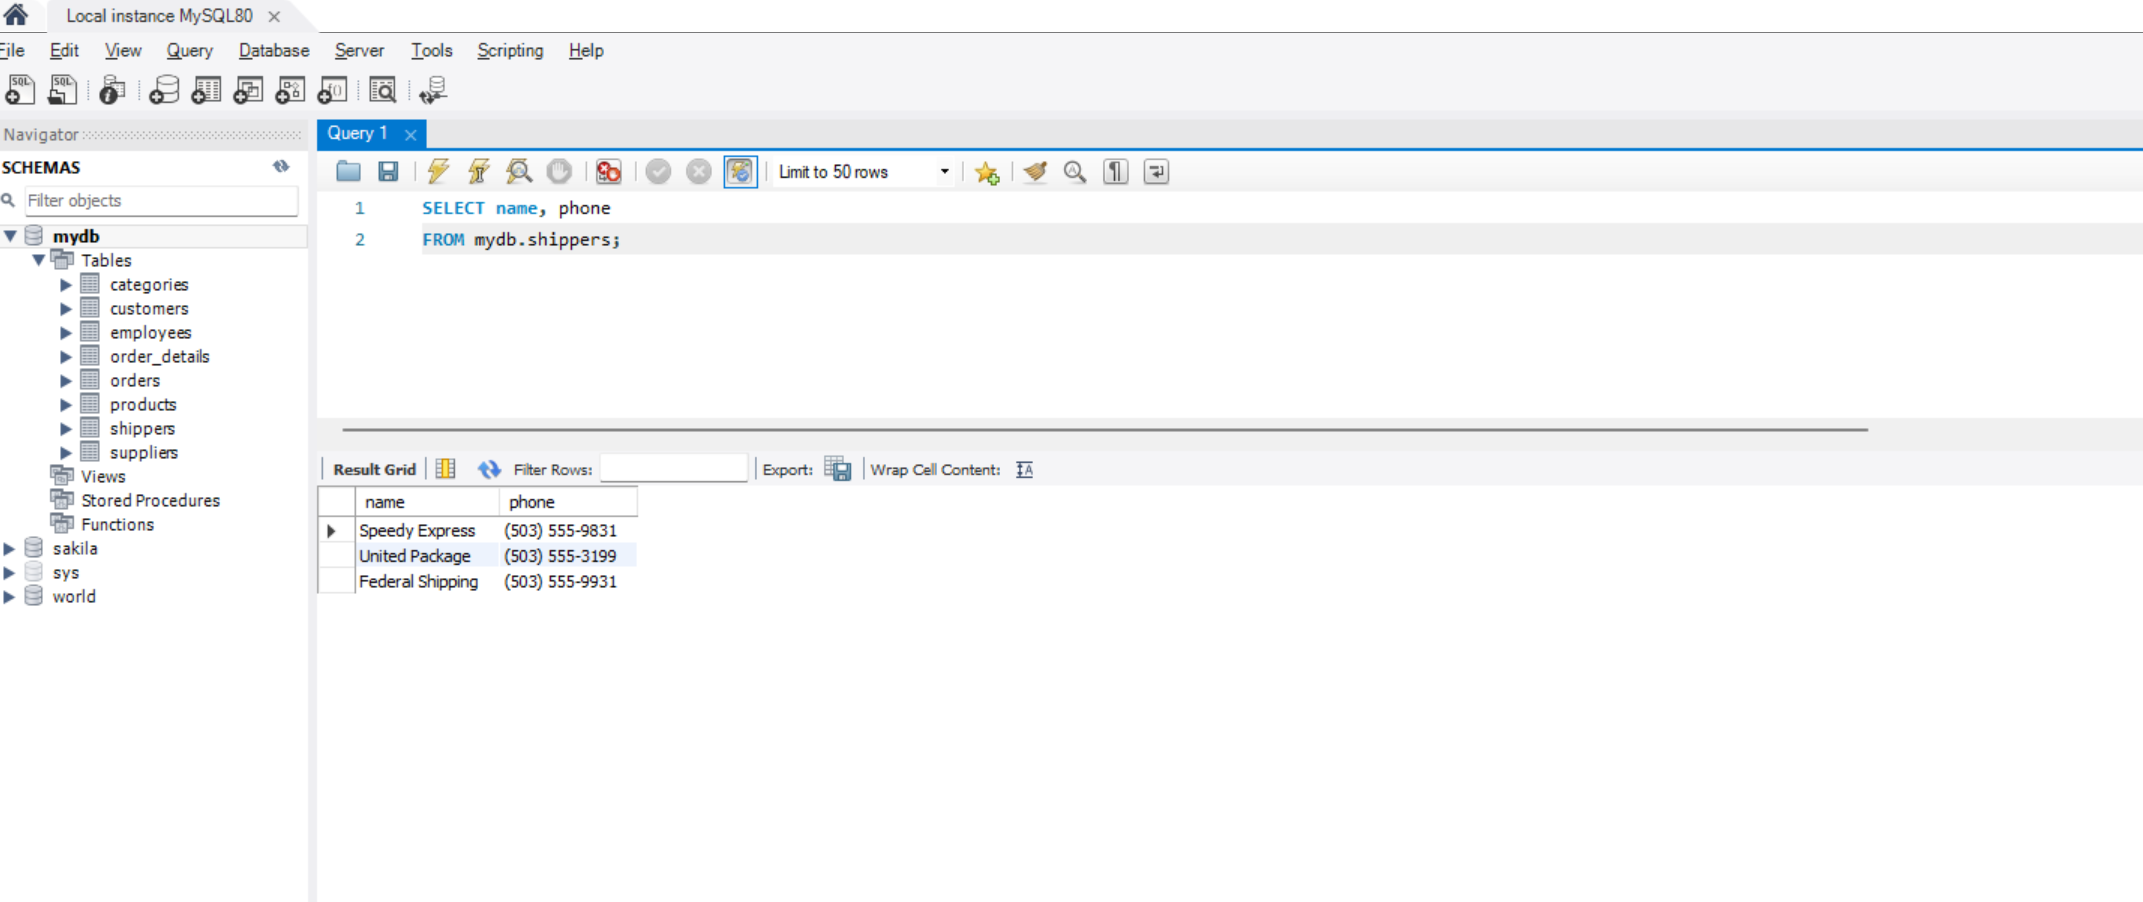 Local instance MySQL80
File Edit View Query Database Server Tools Scripting Help
SQL SQL f()
Navigator
SCHEMAS
Filter objects
mydb
Tables
categories
customers
employees
order_details
orders
products
shippers
suppliers
Views
Stored Procedures
Functions
sakila
sys
world
Query 1
Limit to 50 rows
1 SELECT name, phone
2 FROM mydb.shippers;
Result Grid Filter Rows: Export: Wrap Cell Content: IA
name phone
Speedy Express (503) 555-9831
United Package (503) 555-3199
Federal Shipping (503) 555-9931